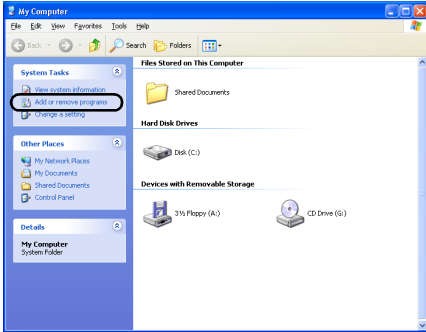 My Computer
File Edit View Favorites Tools Help
Back Search Folders
System Tasks
View system information
Add or remove programs
Change a setting
Other Places
My Network Places
My Documents
Shared Documents
Control Panel
Details
My Computer
System Folder
Files Stored on This Computer
Shared Documents
Hard Disk Drives
Disk (C:)
Devices with Removable Storage
3½ Floppy (A:) CD Drive (G:)